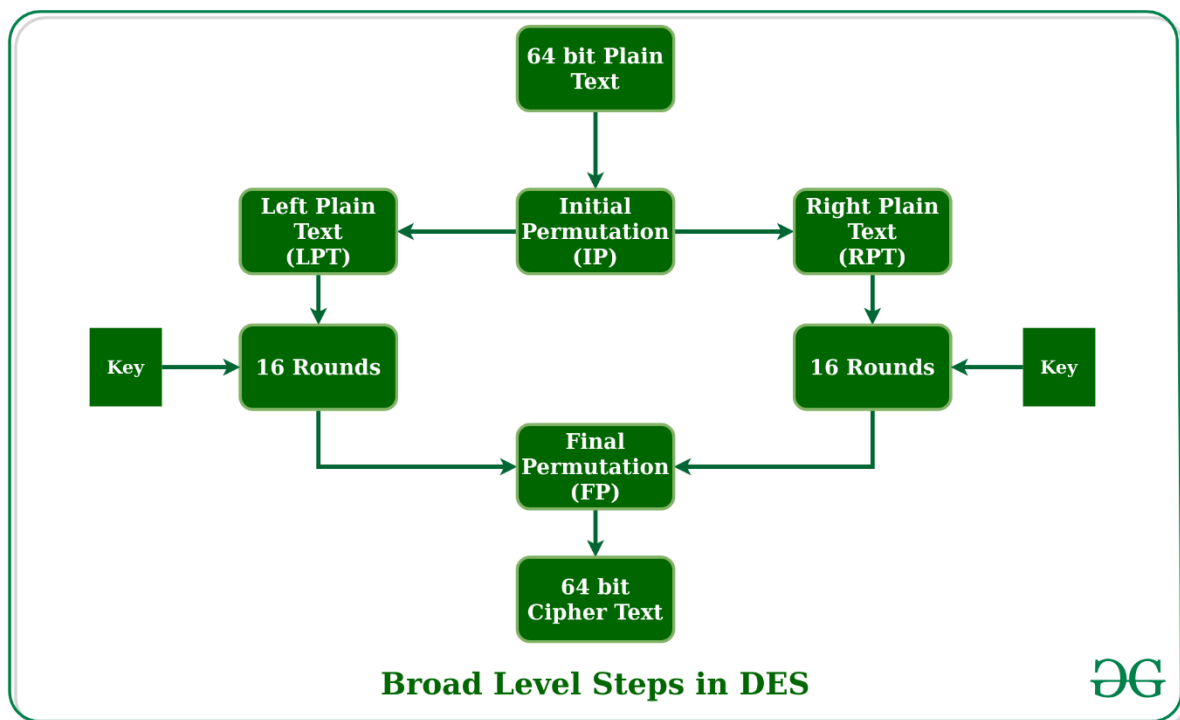 64 bit Plain
Text
Left Plain
Text
(LPT)
Initial
Permutation
(IP)
Right Plain
Text
(RPT)
Key
16 Rounds
16 Rounds
Key
Final
Permutation
(FP)
64 bit
Cipher Text
Broad Level Steps in DES